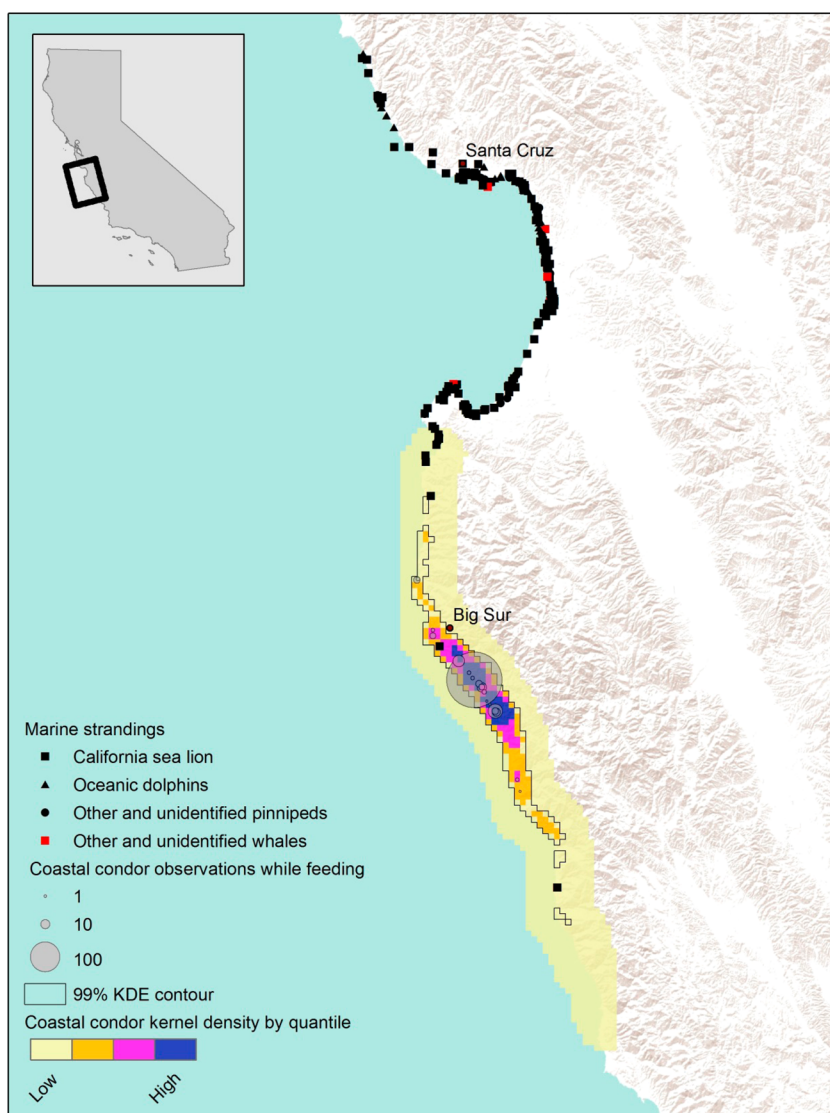 Santa Cruz
Big Sur
Marine strandings
California sea lion
Oceanic dolphins
Other and unidentified pinnipeds
Other and unidentified whales
Coastal condor observations while feeding
1
10
100
99% KDE contour
Coastal condor kernel density by quantile
Low
High